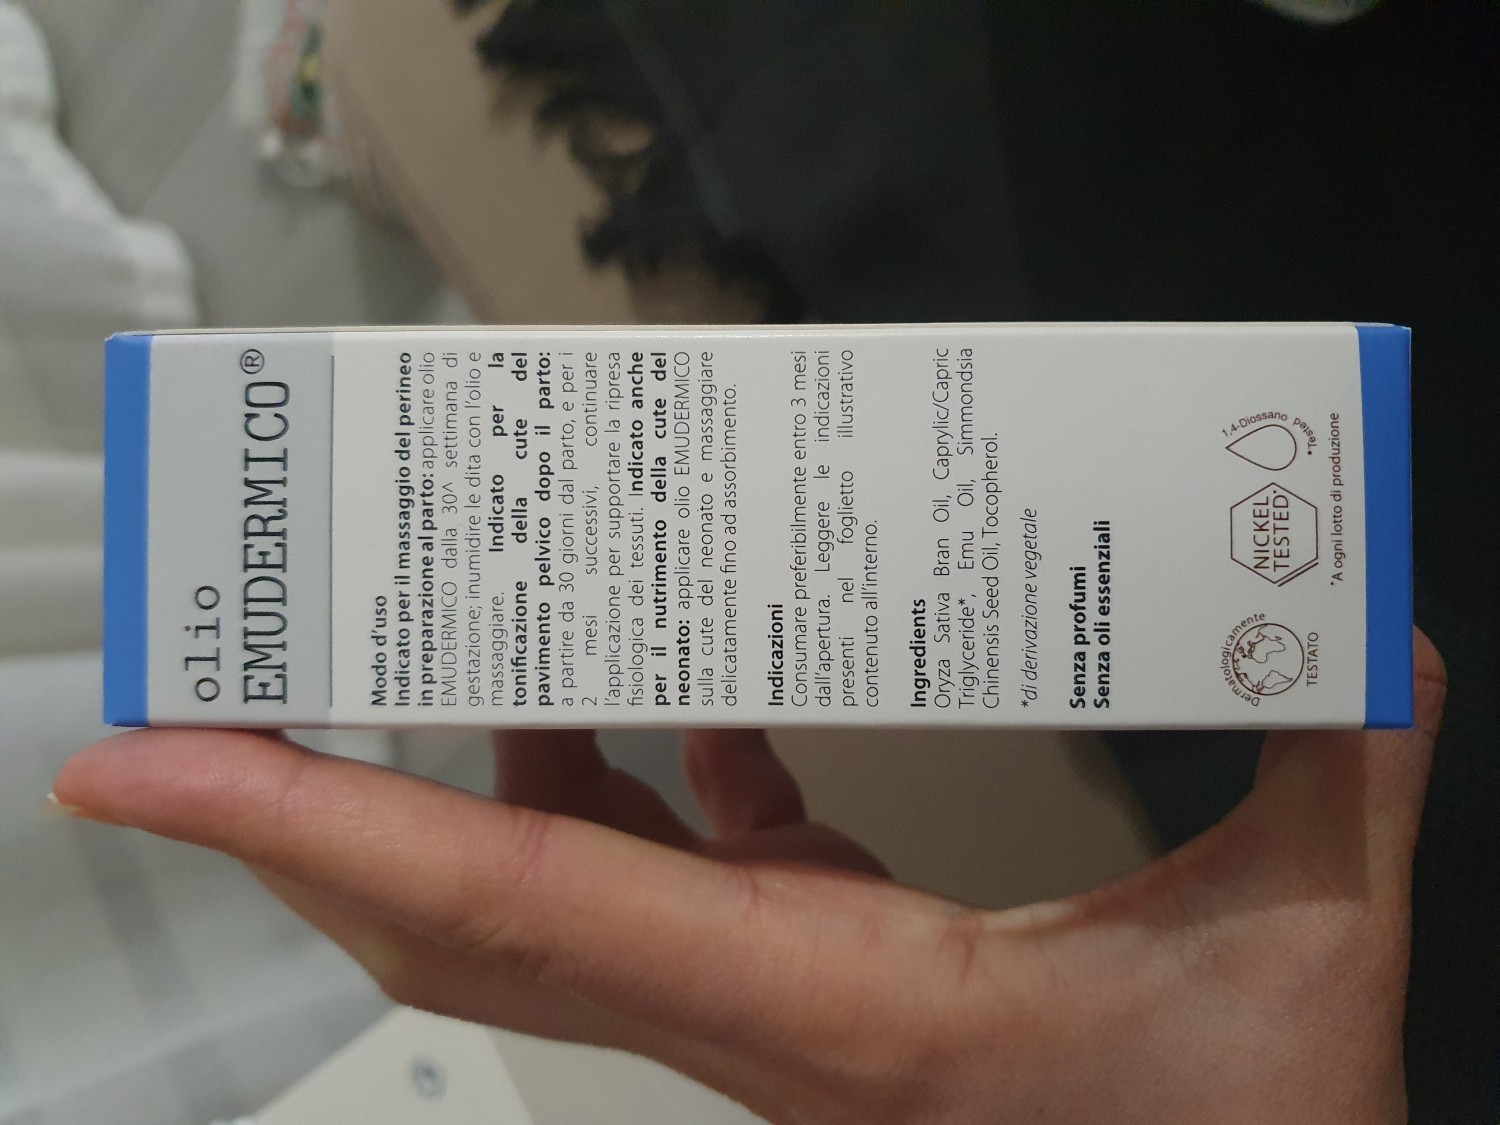 olio
EMUDERMICO®
Modo d'uso
Indicato per il massaggio del perineo
in preparazione al parto: applicare olio
EMUDERMICO dalla 30^ settimana di
gestazione; inumidire le dita con l'olio e
massaggiare. Indicato per la
tonificazione della cute del
pavimento pelvico dopo il parto:
a partire da 30 giorni dal parto, e per i
2 mesi successivi, continuare
l'applicazione per supportare la ripresa
fisiologica dei tessuti. Indicato anche
per il nutrimento della cute del
neonato: applicare olio EMUDERMICO
sulla cute del neonato e massaggiare
delicatamente fino ad assorbimento.
Indicazioni
Consumare preferibilmente entro 3 mesi
dall'apertura. Leggere le indicazioni
presenti nel foglietto illustrativo
contenuto all'interno.
Ingredients
Oryza Sativa Bran Oil, Caprylic/Capric
Triglyceride*, Emu Oil, Simmondsia
Chinensis Seed Oil, Tocopherol.
*di derivazione vegetale
Senza profumi
Senza oli essenziali
Dermatologicamente
TESTATO
NICKEL
TESTED*
1,4-Diossano
Tested*
*A ogni lotto di produzione